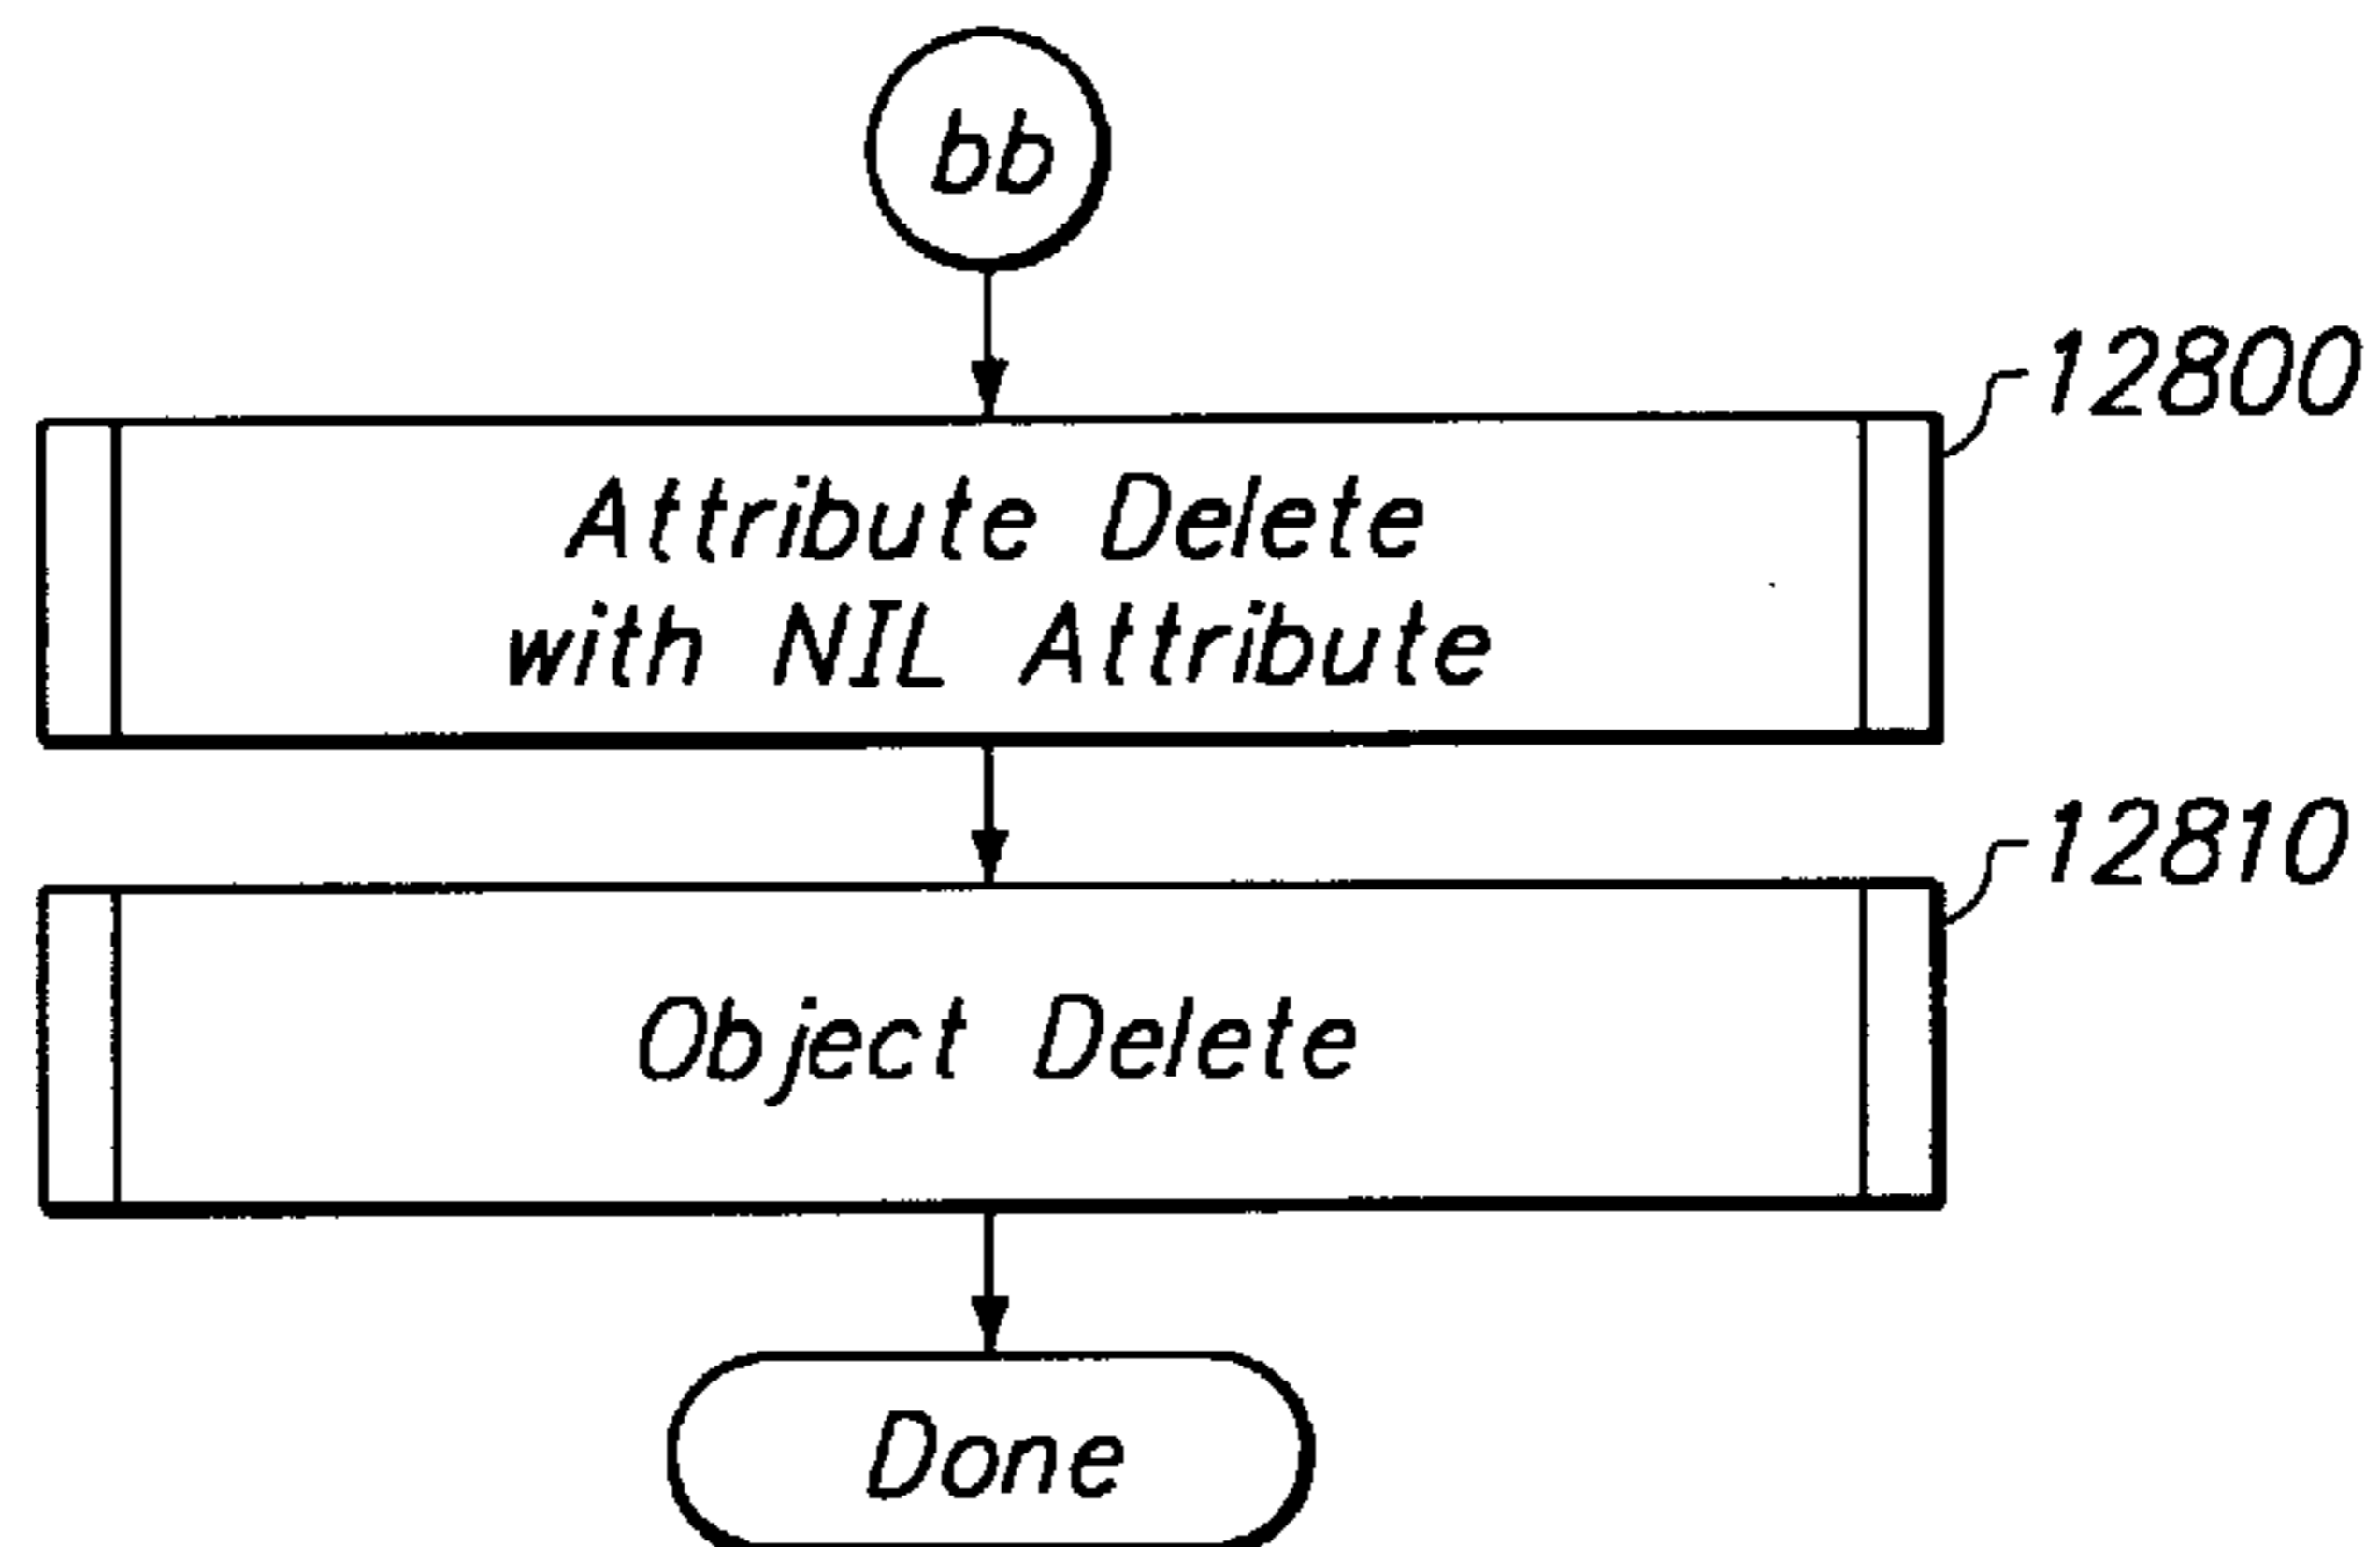 bb
12800
Attribute Delete
with NIL Attribute
12810
Object Delete
Done